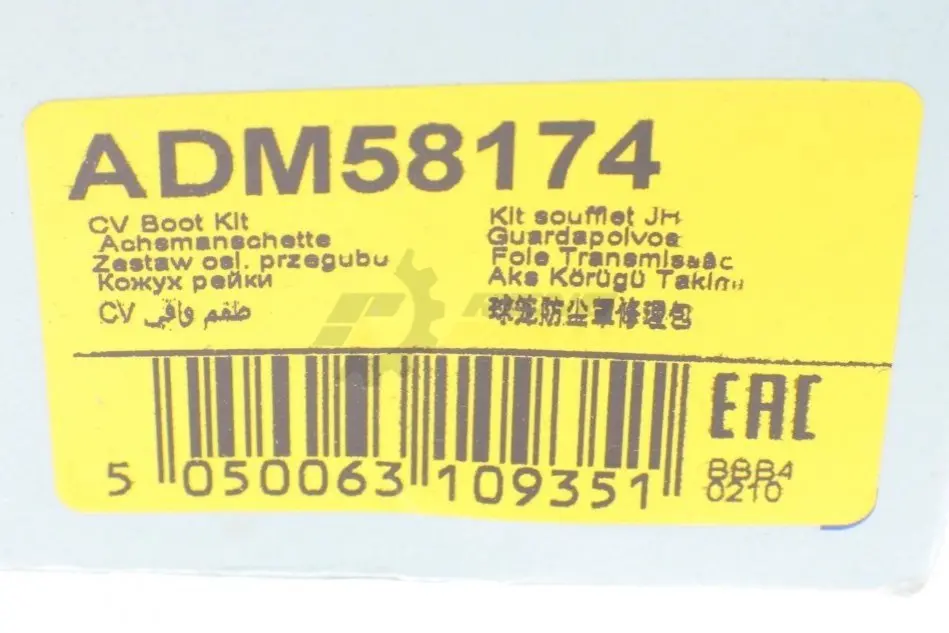 ADM58174
CV Boot Kit
Achsmanschette
Zestaw osł. przegubu
Кожух рейки
CV طقم واقي
Kit soufflet JH
Guardapolvos
Fole Transmissão
Aks Körügü Takımı
球笼防尘罩修理包
EAC
5 050063 109351
BBB4
0210